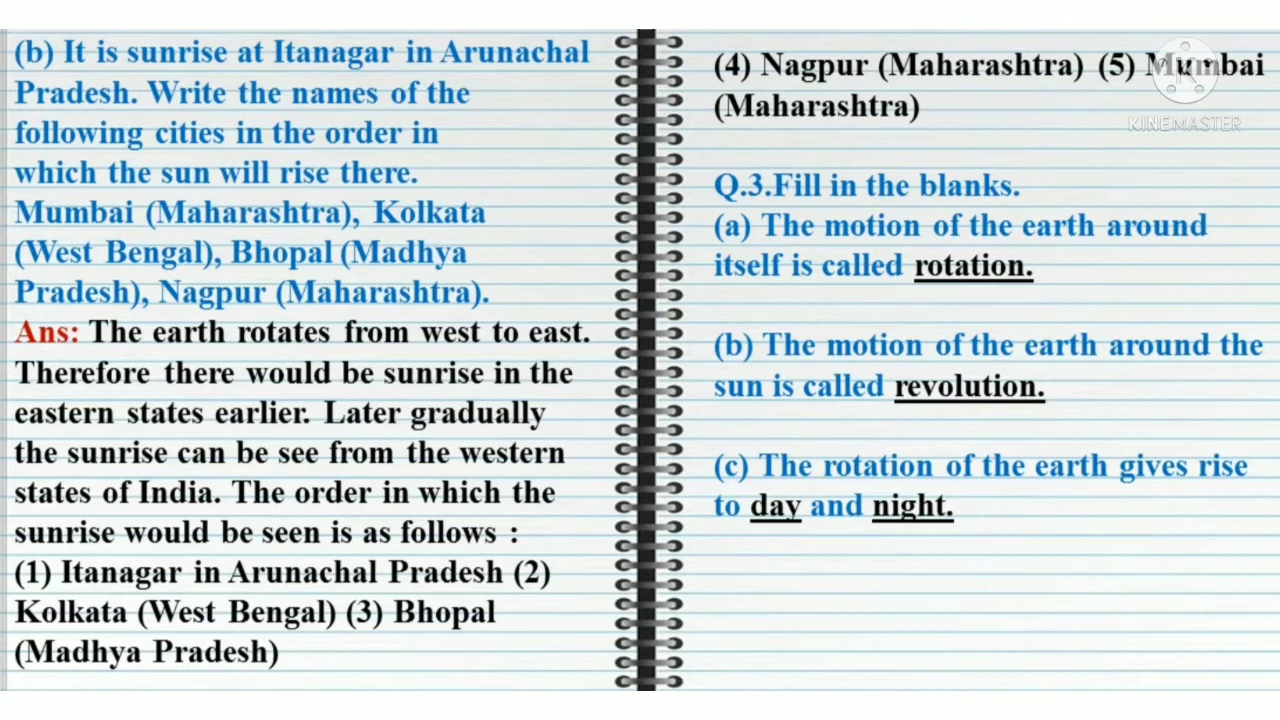 (b) It is sunrise at Itanagar in Arunachal
Pradesh. Write the names of the
following cities in the order in
which the sun will rise there.
Mumbai (Maharashtra), Kolkata
(West Bengal), Bhopal (Madhya
Pradesh), Nagpur (Maharashtra).
Ans: The earth rotates from west to east.
Therefore there would be sunrise in the
eastern states earlier. Later gradually
the sunrise can be see from the western
states of India. The order in which the
sunrise would be seen is as follows :
(1) Itanagar in Arunachal Pradesh (2)
Kolkata (West Bengal) (3) Bhopal
(Madhya Pradesh)
(4) Nagpur (Maharashtra) (5) Mumbai
(Maharashtra)
K
KINEMASTER
Q.3.Fill in the blanks.
(a) The motion of the earth around
itself is called rotation.
(b) The motion of the earth around the
sun is called revolution.
(c) The rotation of the earth gives rise
to day and night.